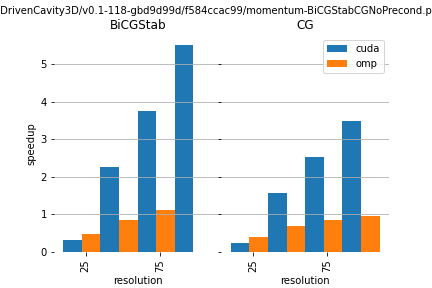 DrivenCavity3D/v0.1-118-gbd9d99d/f584ccac99/momentum-BiCGStabCGNoPrecond.p
BiCGStab CG
cuda
omp
5
4
3
2
1
0
speedup
25 75 25 75
resolution resolution